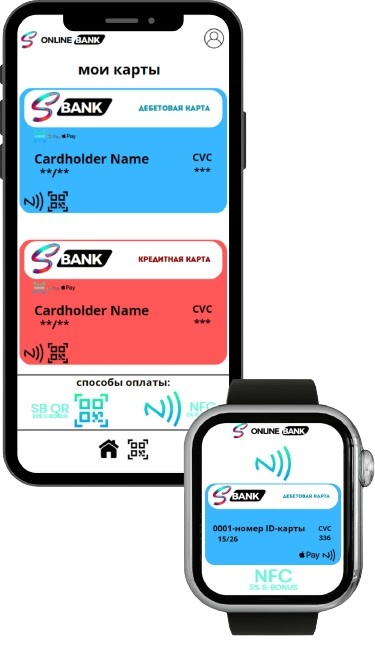 S ONLINE BANK
мои карты
S BANK ДЕБЕТОВАЯ КАРТА
Pay
Cardholder Name CVC
**/** ***
S BANK КРЕДИТНАЯ КАРТА
Pay
Cardholder Name CVC
**/** ***
способы оплаты:
SB QR NFC
5% S-BONUS
S ONLINE BANK
S BANK ДЕБЕТОВАЯ КАРТА
0001-номер ID-карты CVC
15/26 336
Pay
NFC
5% S-BONUS